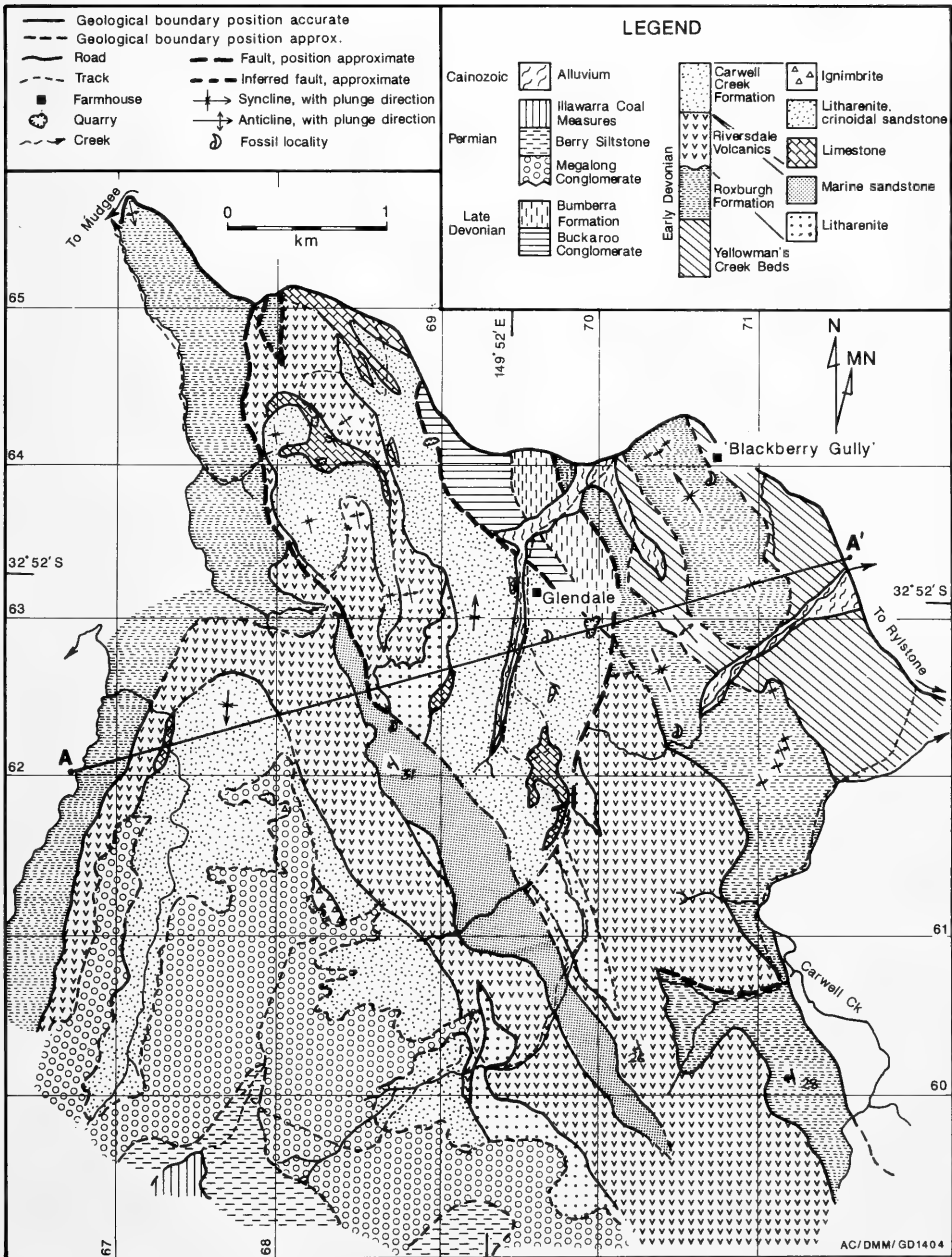 Geological boundary position accurate
Geological boundary position approx.
Road
Track
Farmhouse
Quarry
Creek
Fault, position approximate
Inferred fault, approximate
Syncline, with plunge direction
Anticline, with plunge direction
Fossil locality
LEGEND
Cainozoic
Alluvium
Permian
Illawarra Coal
Measures
Berry Siltstone
Megalong
Conglomerate
Late
Devonian
Bumberra
Formation
Buckaroo
Conglomerate
Early Devonian
Carwell
Creek
Formation
Riversdale
Volcanics
Roxburgh
Formation
Yellowman's
Creek Beds
Ignimbrite
Litharenite,
crinoidal sandstone
Limestone
Marine sandstone
Litharenite
To Mudgee
0 1
km
65
69
149° 52' E
70
71
N
MN
64
'Blackberry Gully'
A'
32° 52' S
32° 52' S
63
Glendale
To Rylstone
A
62
61
61
Carwell Ck
60
28
67
68
AC/DMM/GD1404